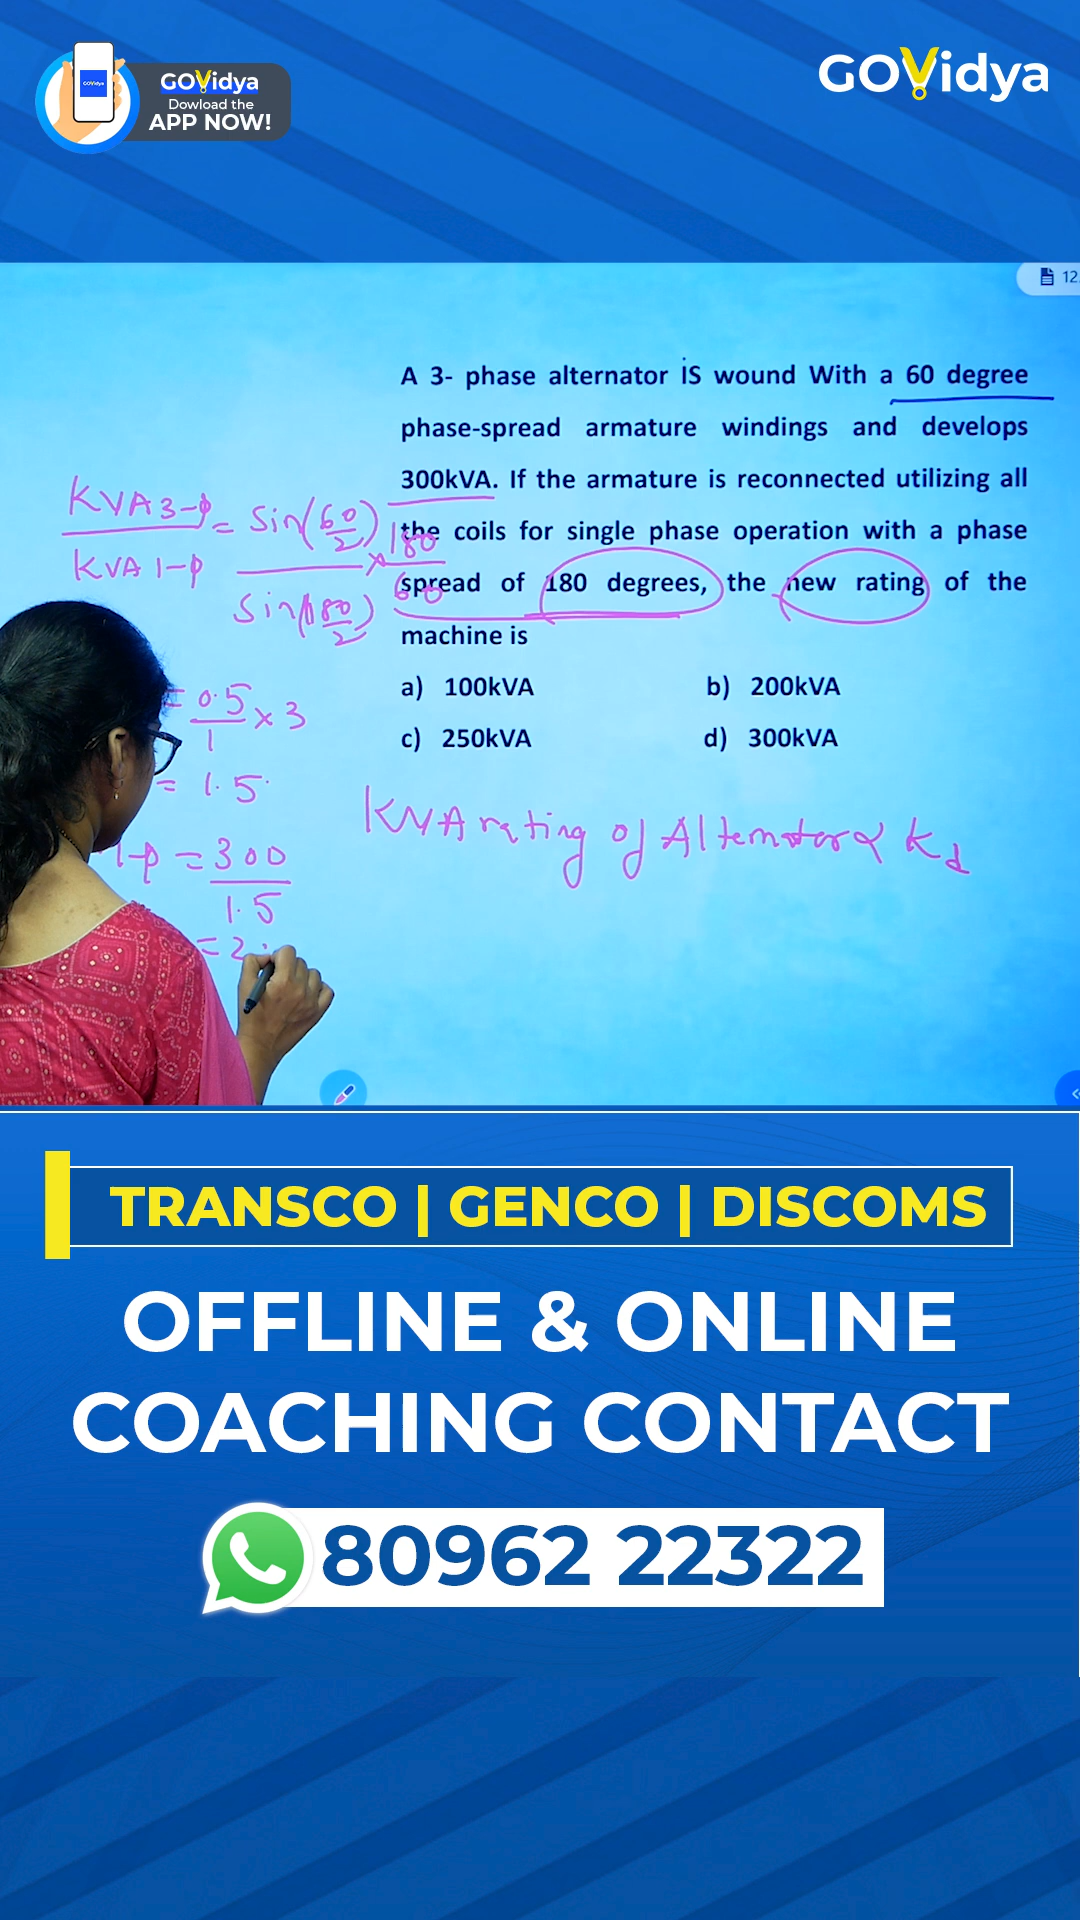 GOVidya
Dowload the
APP NOW!
GOVidya
GOVidya
12.
A 3- phase alternator is wound With a 60 degree
phase-spread armature windings and develops
300kVA. If the armature is reconnected utilizing all
the coils for single phase operation with a phase
spread of 180 degrees, the new rating of the
machine is
a) 100kVA b) 200kVA
c) 250kVA d) 300kVA
KVA 3-φ = Sin(60/2) × 180
KVA 1-φ Sin(180/2) 60
= 0.5/1 × 3
= 1.5
1-φ = 300
1.5
= 2
KVA rating of Alternator α Kd
TRANSCO | GENCO | DISCOMS
OFFLINE & ONLINE
COACHING CONTACT
80962 22322